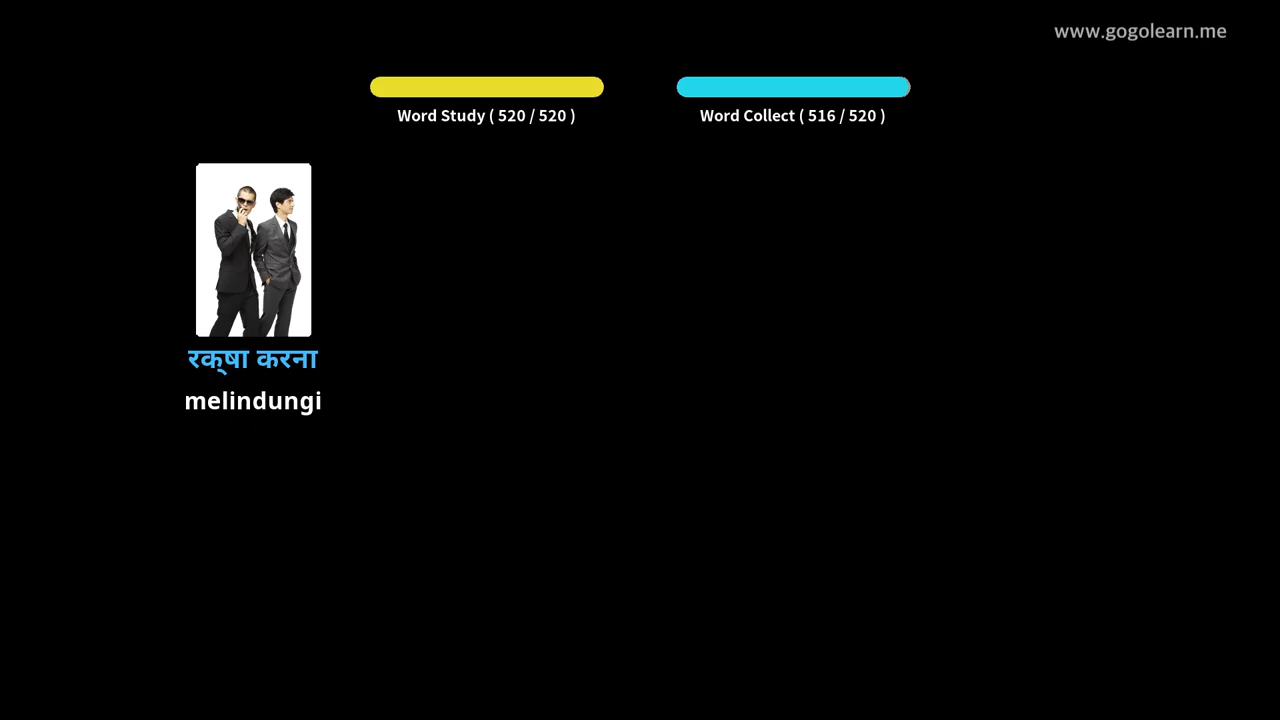 www.gogolearn.me
Word Study ( 520 / 520 )
Word Collect ( 516 / 520 )
रक्षा करना
melindungi